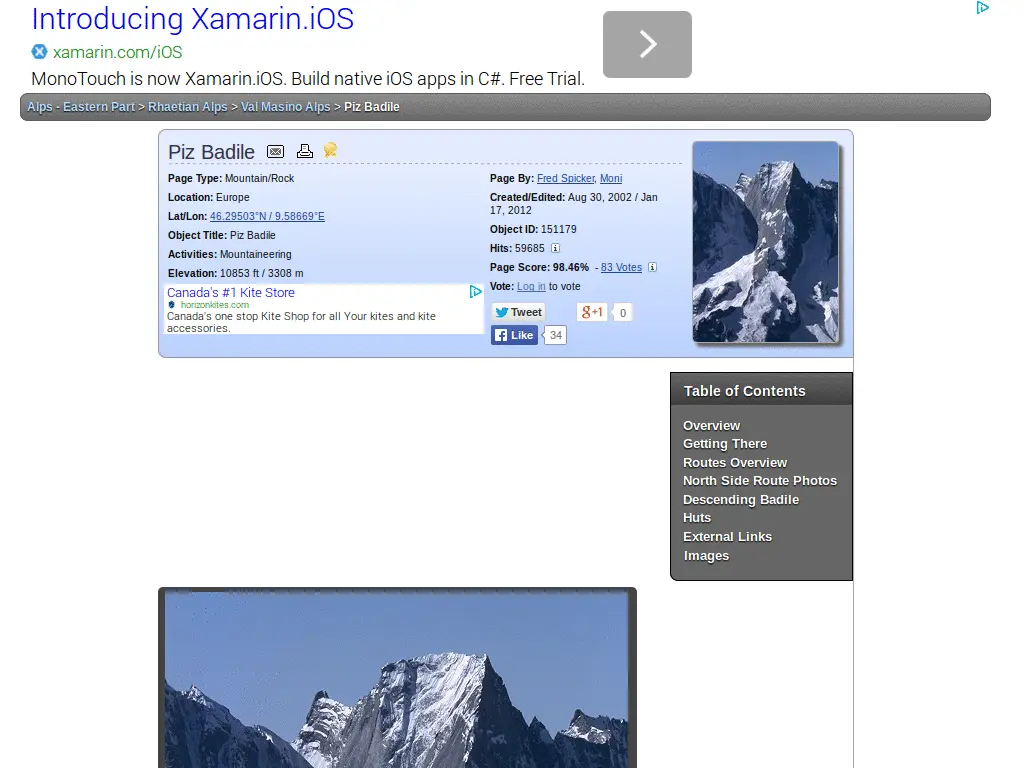 Introducing Xamarin.iOS
xamarin.com/iOS
MonoTouch is now Xamarin.iOS. Build native iOS apps in C#. Free Trial.
Alps - Eastern Part > Rhaetian Alps > Val Masino Alps > Piz Badile
Piz Badile
Page Type: Mountain/Rock
Location: Europe
Lat/Lon: 46.29503°N / 9.58669°E
Object Title: Piz Badile
Activities: Mountaineering
Elevation: 10853 ft / 3308 m
Canada's #1 Kite Store
horizonkites.com
Canada's one stop Kite Shop for all Your kites and kite
accessories.
Page By: Fred Spicker, Moni
Created/Edited: Aug 30, 2002 / Jan
17, 2012
Object ID: 151179
Hits: 59685
Page Score: 98.46% - 83 Votes
Vote: Log in to vote
Tweet
g+1 0
Like 34
Table of Contents
Overview
Getting There
Routes Overview
North Side Route Photos
Descending Badile
Huts
External Links
Images